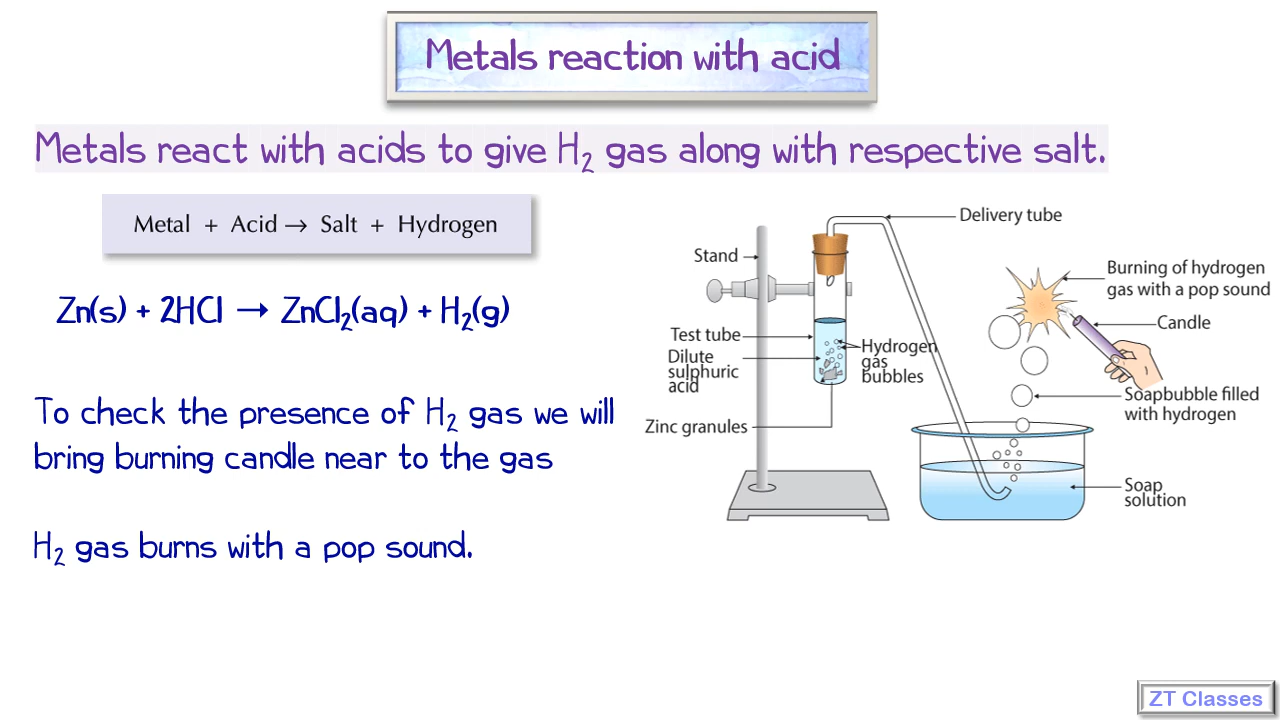 Metals reaction with acid
Metals react with acids to give H₂ gas along with respective salt.
Metal + Acid → Salt + Hydrogen
Zn(s) + 2HCl → ZnCl₂(aq) + H₂(g)
To check the presence of H₂ gas we will
bring burning candle near to the gas
H₂ gas burns with a pop sound.
Delivery tube
Stand
Burning of hydrogen
gas with a pop sound
Candle
Test tube
Dilute
sulphuric
acid
Hydrogen
gas
bubbles
Zinc granules
Soapbubble filled
with hydrogen
Soap
solution
ZT Classes